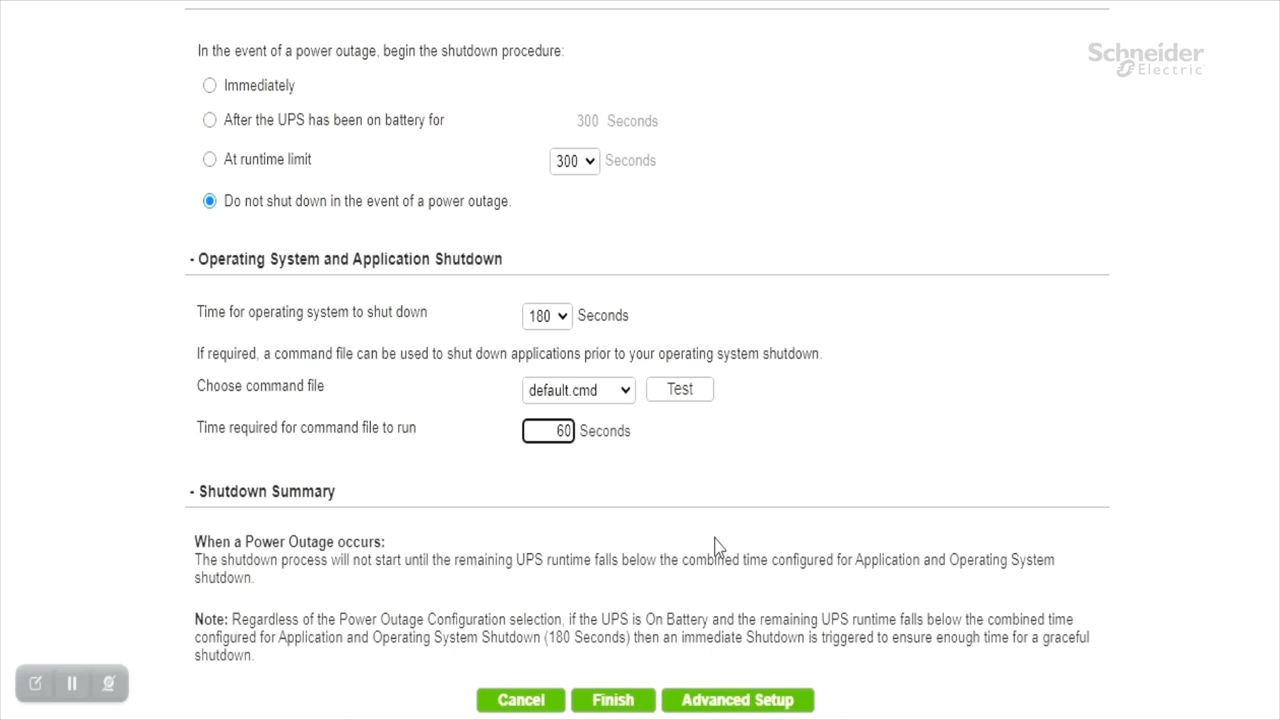 In the event of a power outage, begin the shutdown procedure:
Schneider
Electric
Immediately
After the UPS has been on battery for 300 Seconds
At runtime limit 300 Seconds
Do not shut down in the event of a power outage.
- Operating System and Application Shutdown
Time for operating system to shut down 180 Seconds
If required, a command file can be used to shut down applications prior to your operating system shutdown.
Choose command file default.cmd Test
Time required for command file to run 60 Seconds
- Shutdown Summary
When a Power Outage occurs:
The shutdown process will not start until the remaining UPS runtime falls below the combined time configured for Application and Operating System
shutdown.
Note: Regardless of the Power Outage Configuration selection, if the UPS is On Battery and the remaining UPS runtime falls below the combined time
configured for Application and Operating System Shutdown (180 Seconds) then an immediate Shutdown is triggered to ensure enough time for a graceful
shutdown.
Cancel Finish Advanced Setup